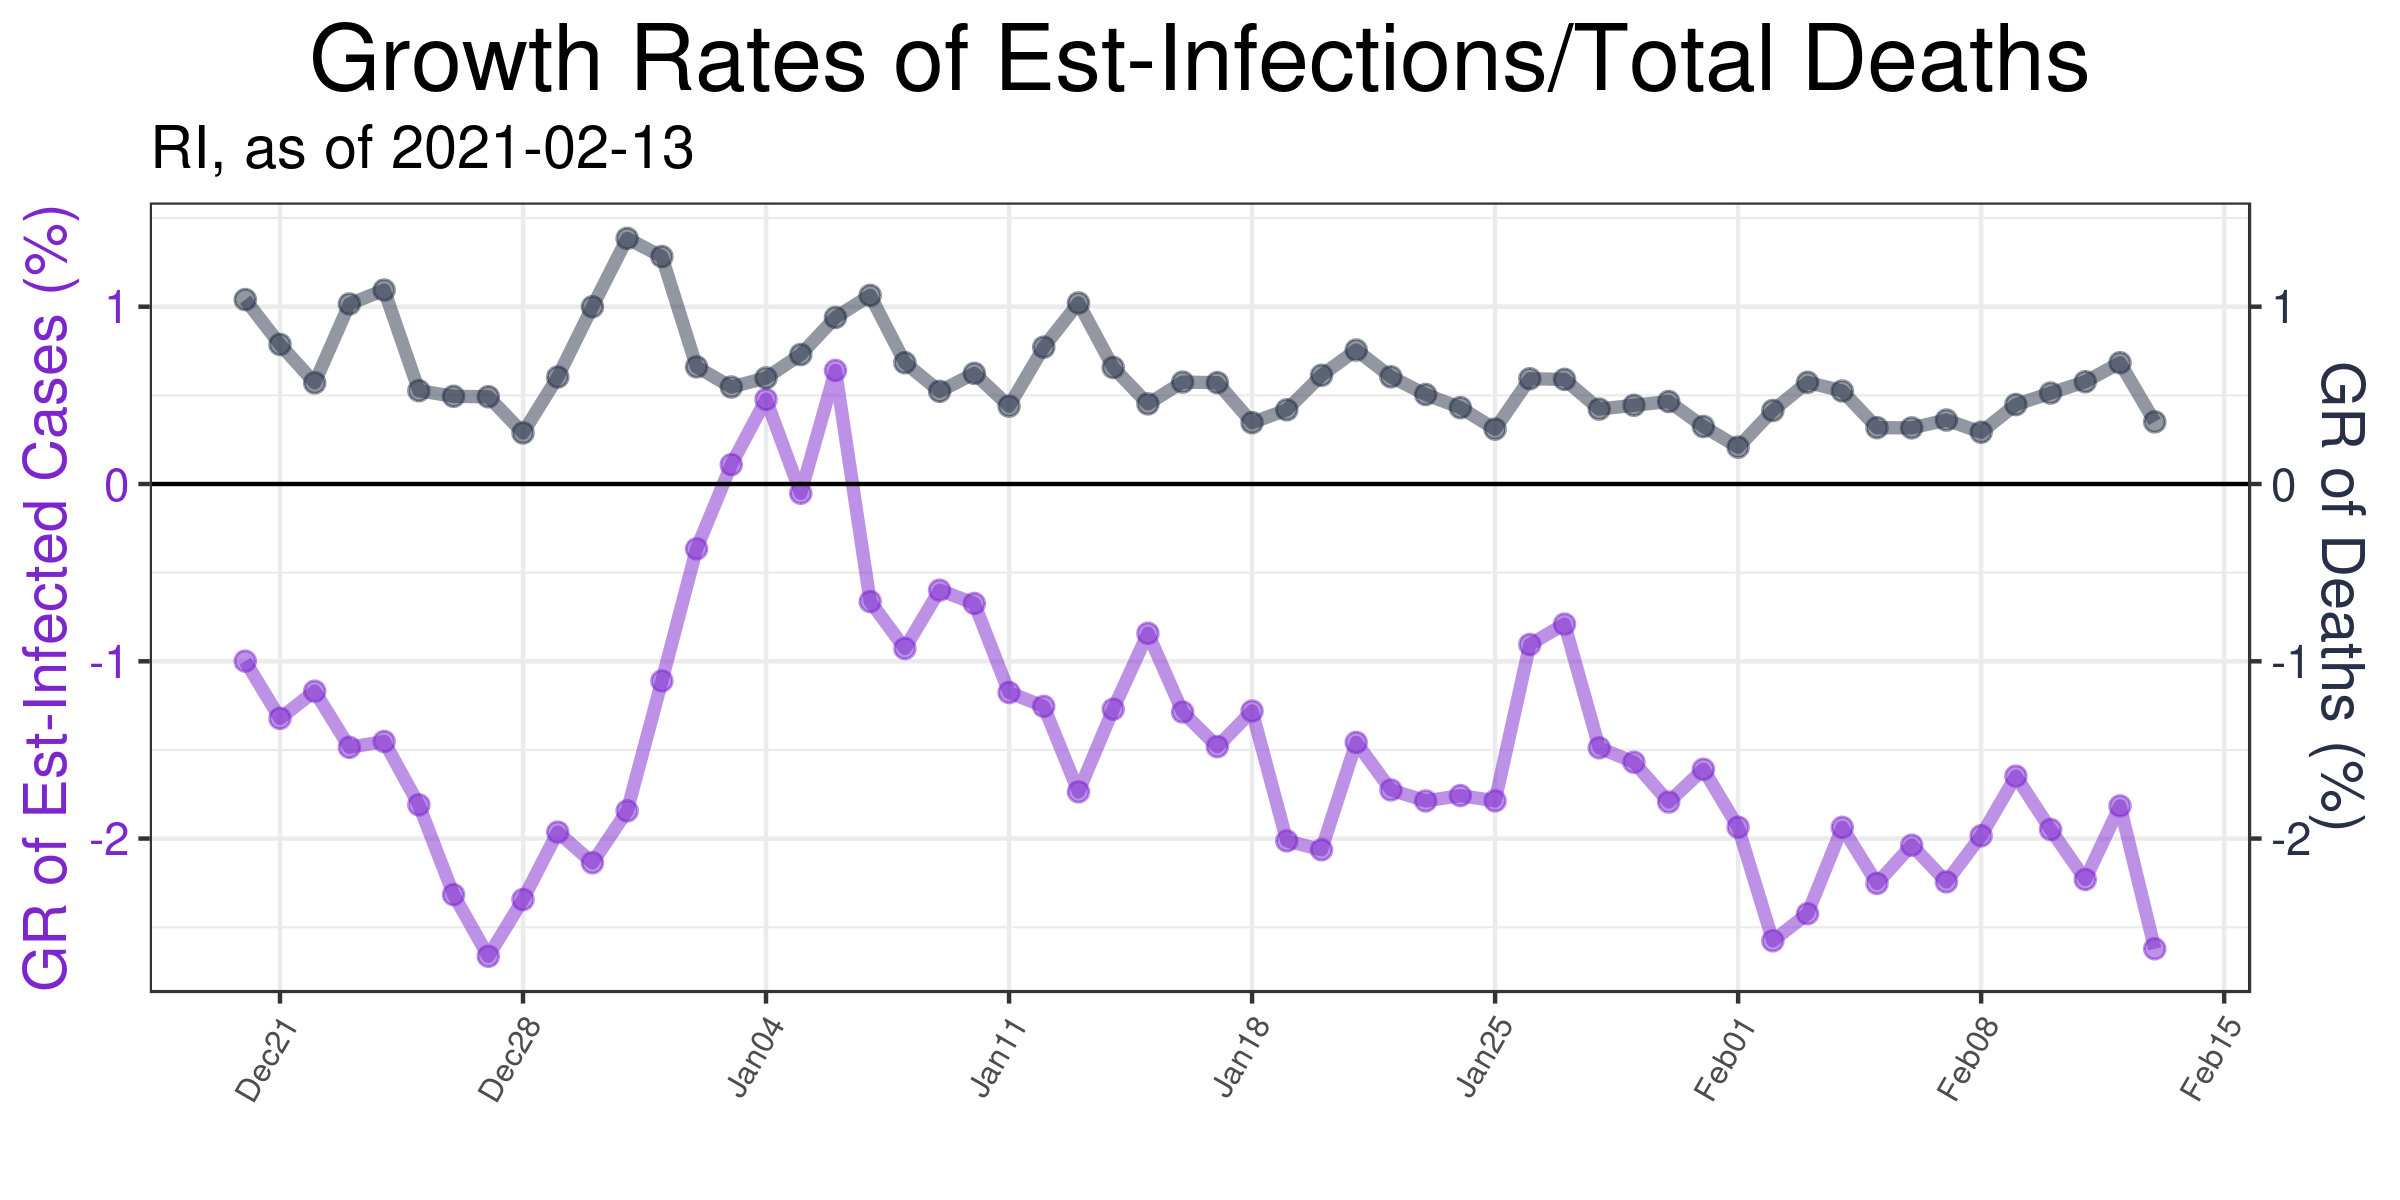 Growth Rates of Est-Infections/Total Deaths
RI, as of 2021-02-13
GR of Est-Infected Cases (%)
1
0
-1
-2
1
0
-1
-2
GR of Deaths (%)
Dec21
Dec28
Jan04
Jan11
Jan18
Jan25
Feb01
Feb08
Feb15